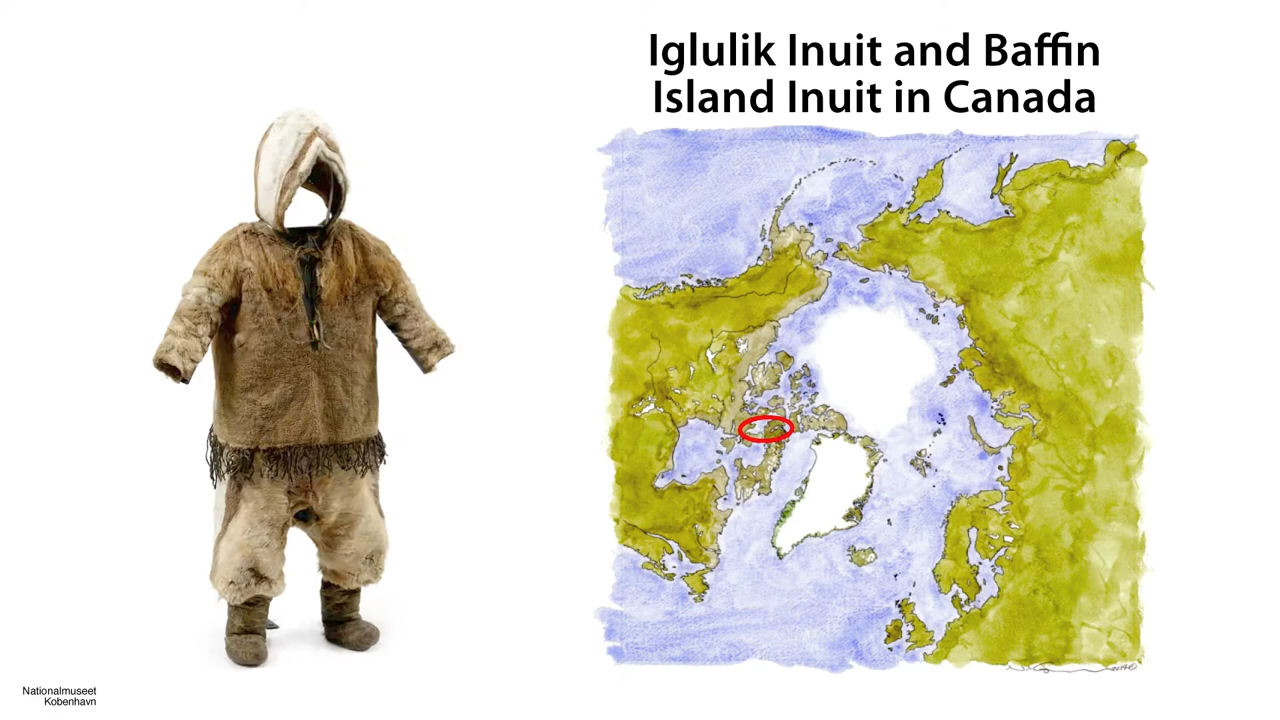 Iglulik Inuit and Baffin
Island Inuit in Canada
Nationalmuseet
Kobenhavn